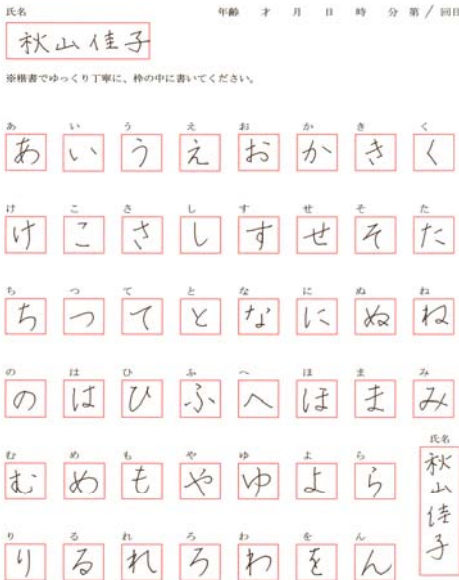 氏名 年齢 才 月 日 時 分 第 / 回目
秋山佳子
※楷書でゆっくり丁寧に、枠の中に書いてください。
あ い う え お か き く
あ い う え お か き く
け こ さ し す せ そ た
け こ さ し す せ そ た
ち つ て と な に ぬ ね
ち つ て と な に ぬ ね
の は ひ ふ へ ほ ま み
の は ひ ふ へ ほ ま み
む め も や ゆ よ ら
む め も や ゆ よ ら
り る れ ろ わ を ん
り る れ ろ わ を ん
氏名
秋山佳子